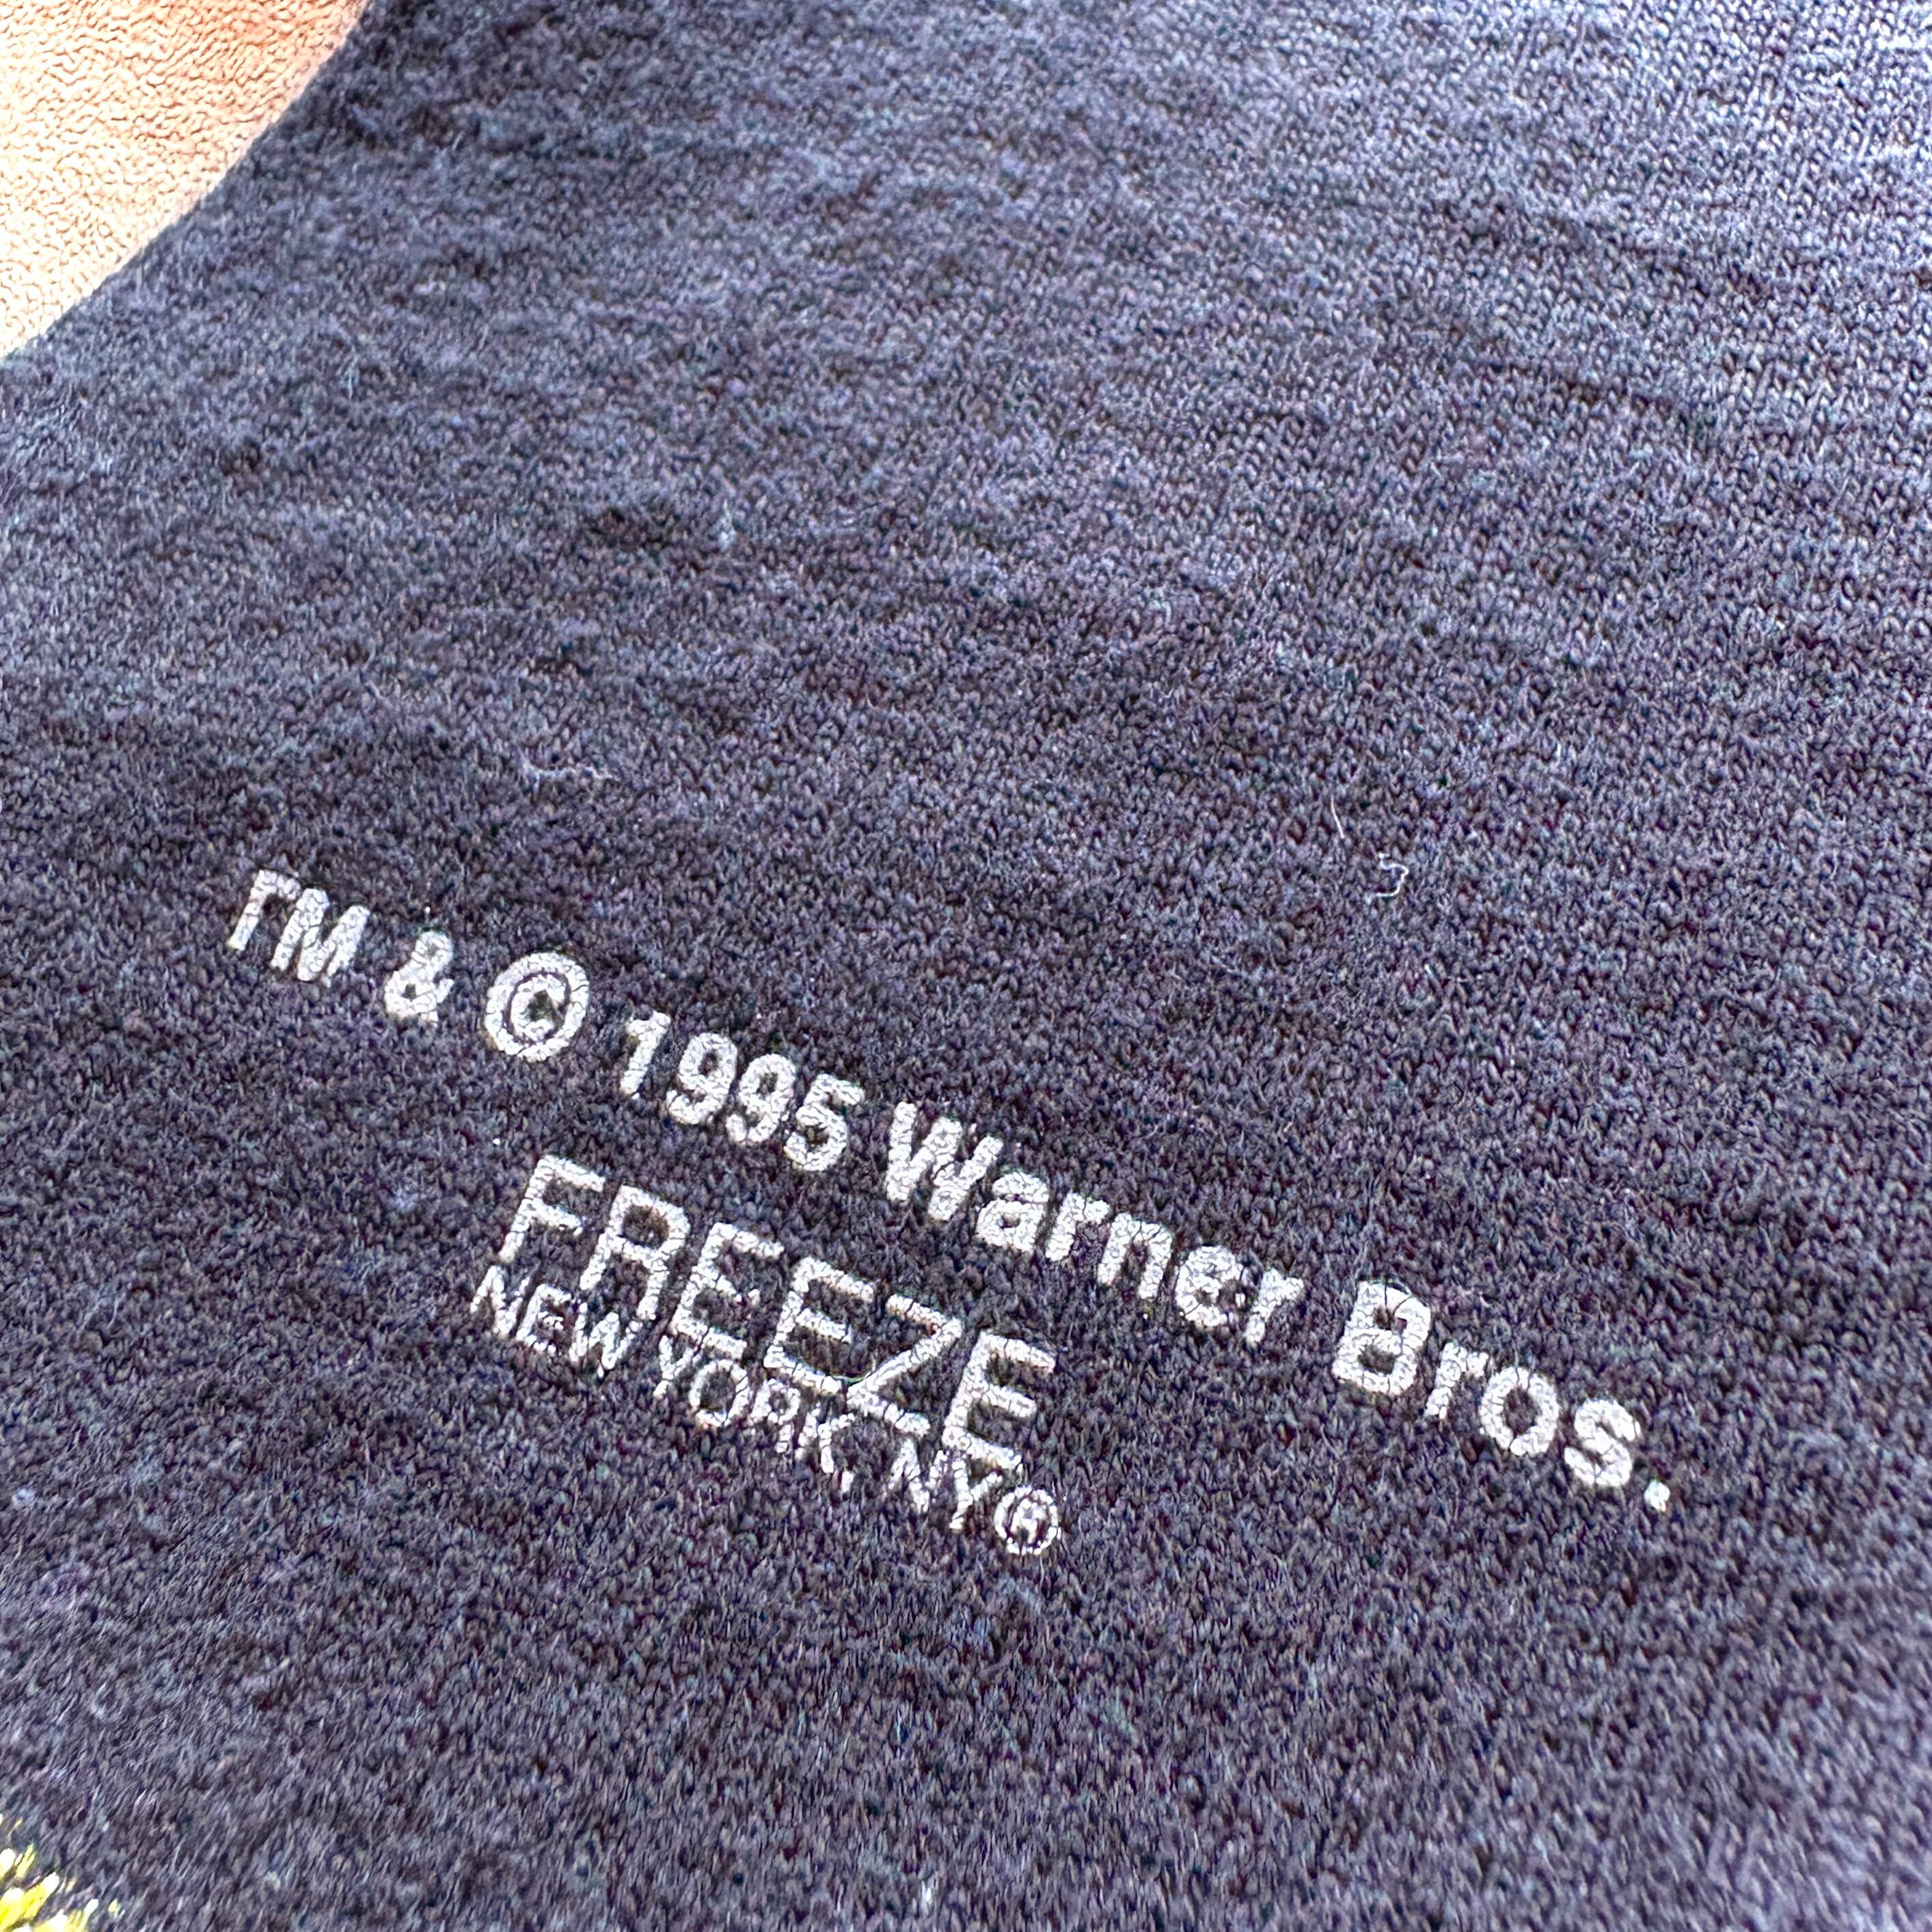 TM & © 1995 Warner Bros.
FREEZE
NEW YORK, NY®